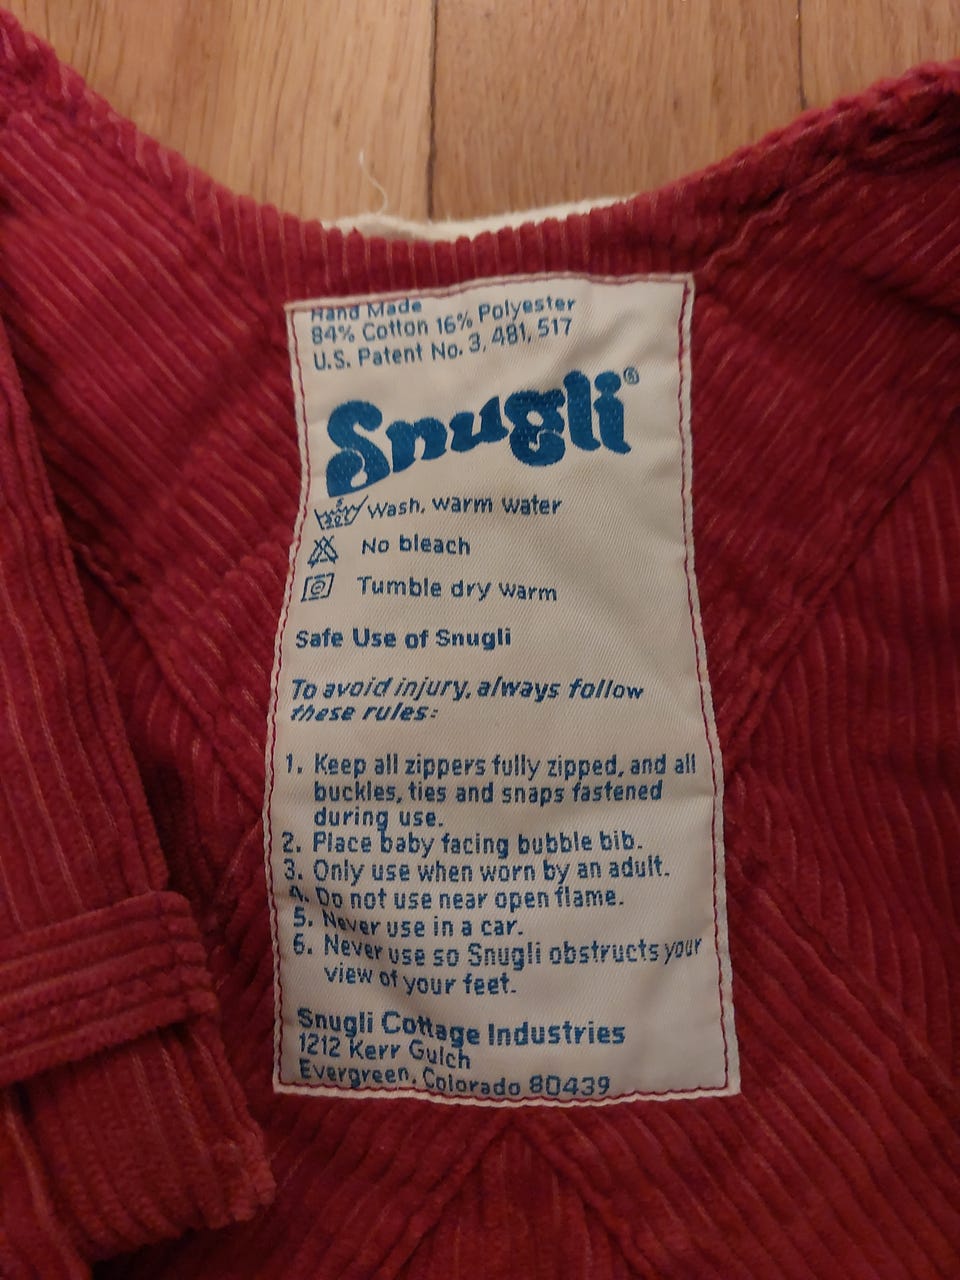 Hand Made
84% Cotton 16% Polyester
U.S. Patent No. 3, 481, 517
Snugli®
Wash, warm water
No bleach
Tumble dry warm
Safe Use of Snugli
To avoid injury, always follow
these rules:
1. Keep all zippers fully zipped, and all
buckles, ties and snaps fastened
during use.
2. Place baby facing bubble bib.
3. Only use when worn by an adult.
4. Do not use near open flame.
5. Never use in a car.
6. Never use so Snugli obstructs your
view of your feet.
Snugli Cottage Industries
1212 Kerr Gulch
Evergreen, Colorado 80439